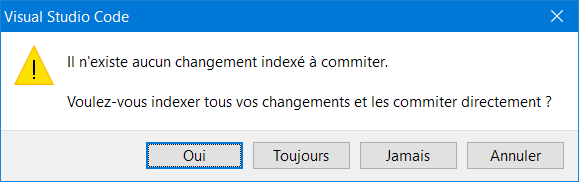 Visual Studio Code
Il n'existe aucun changement indexé à commiter.
Voulez-vous indexer tous vos changements et les commiter directement ?
Oui
Toujours
Jamais
Annuler